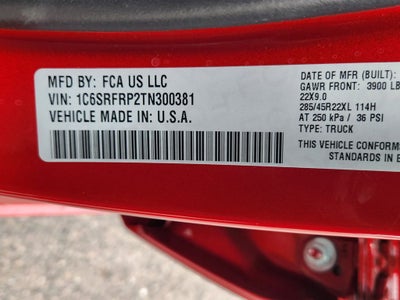 MFD BY: FCA US LLC
VIN: 1C6SRFRP2TN300381
VEHICLE MADE IN: U.S.A.
DATE OF MFR (BUILT)
GAWR FRONT: 3900 LB
22X9.0
285/45R22XL 114H
AT 250 kPa / 36 PSI
TYPE: TRUCK
THIS VEHICLE CONFORM
STANDARDS IN E